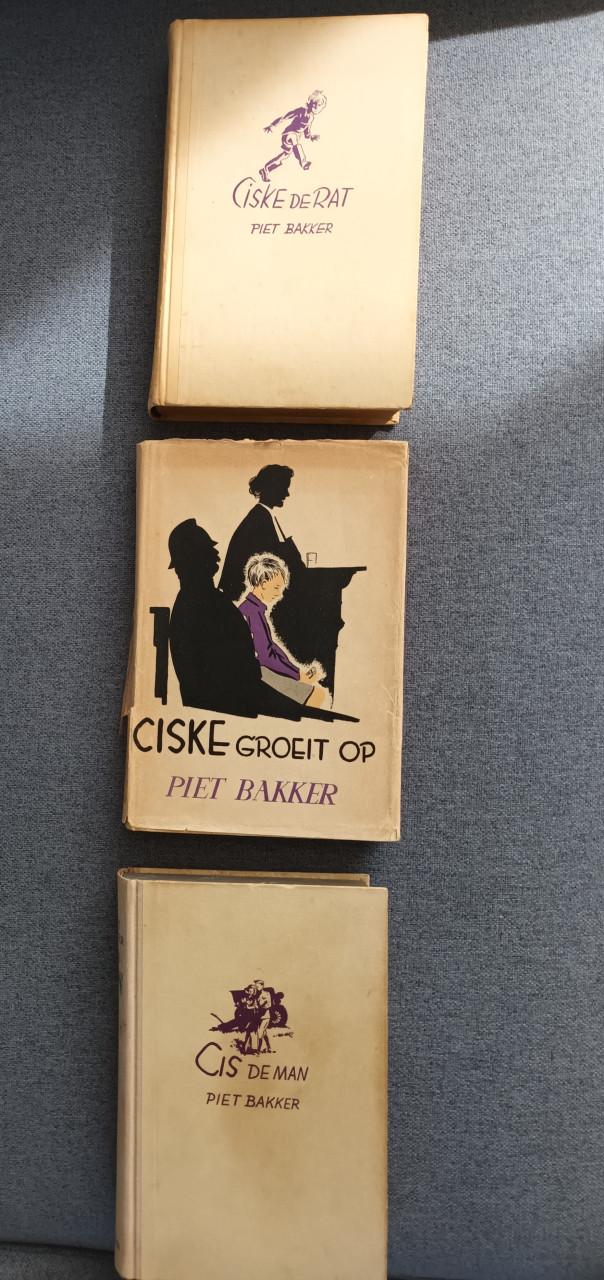 CISKE DE RAT
PIET BAKKER
CISKE GROEIT OP
PIET BAKKER
CIS DE MAN
PIET BAKKER